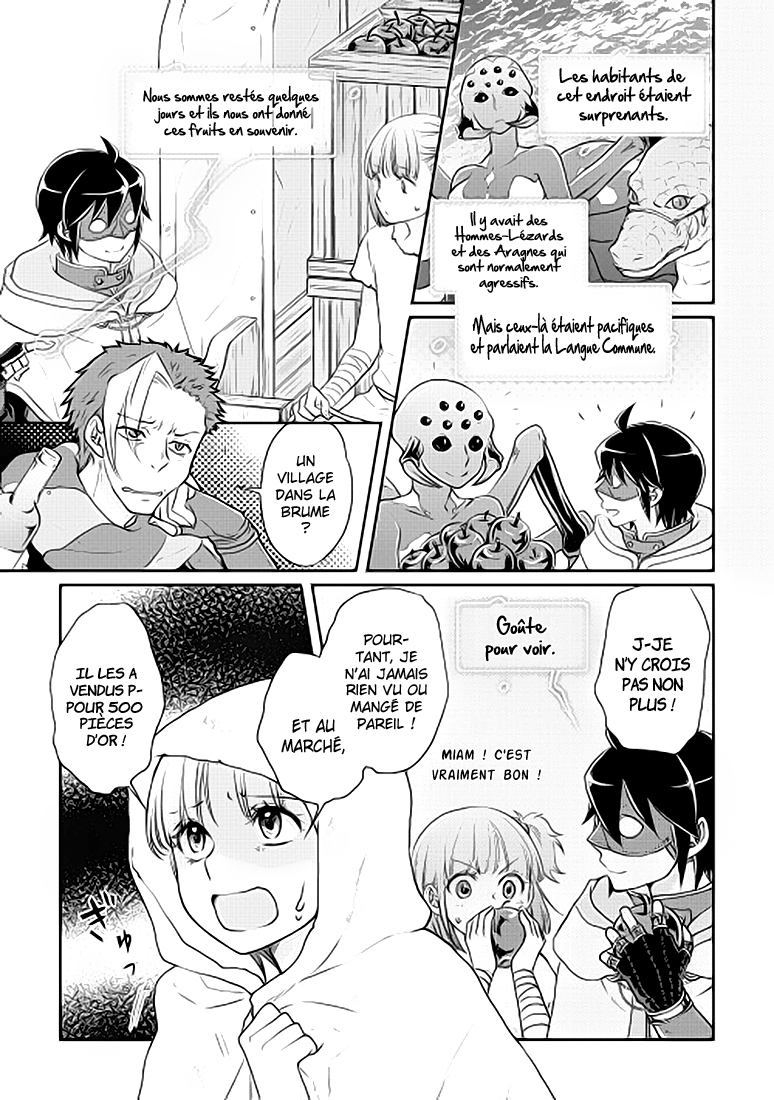 Les habitants de
cet endroit étaient
surprenants.
Il y avait des
Hommes-Lézards
et des Aragnes qui
sont normalement
agressifs.
Mais ceux-là étaient pacifiques
et parlaient la Langue Commune.
Nous sommes restés quelques
jours et ils nous ont donné
ces fruits en souvenir.
UN
VILLAGE
DANS LA
BRUME
?
J-JE
N'Y CROIS
PAS NON
PLUS !
Goûte
pour voir.
MIAM ! C'EST
VRAIMENT BON !
POUR-
TANT, JE
N'AI JAMAIS
RIEN VU OU
MANGÉ DE
PAREIL !
ET AU
MARCHÉ,
IL LES A
VENDUS P-
POUR 500
PIÈCES
D'OR !
ぎゅっ